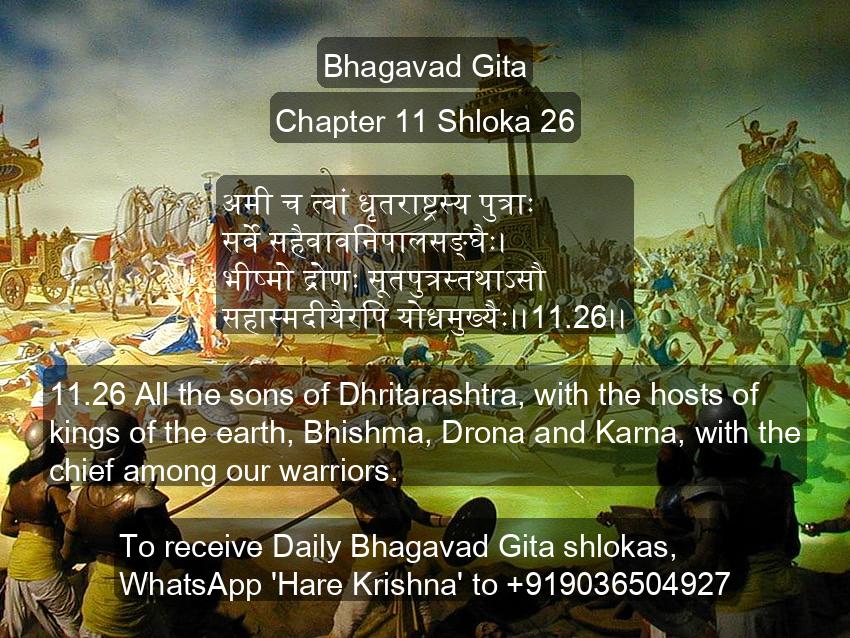 Bhagavad Gita
Chapter 11 Shloka 26
अमी च त्वां धृतराष्ट्रस्य पुत्राः
सर्वे सहैवावनिपालसङ्घैः।
भीष्मो द्रोणः सूतपुत्रस्तथाऽसौ
सहास्मदीयैरपि योधमुख्यैः।।11.26।।
11.26 All the sons of Dhritarashtra, with the hosts of
kings of the earth, Bhishma, Drona and Karna, with the
chief among our warriors.
To receive Daily Bhagavad Gita shlokas,
WhatsApp 'Hare Krishna' to +919036504927